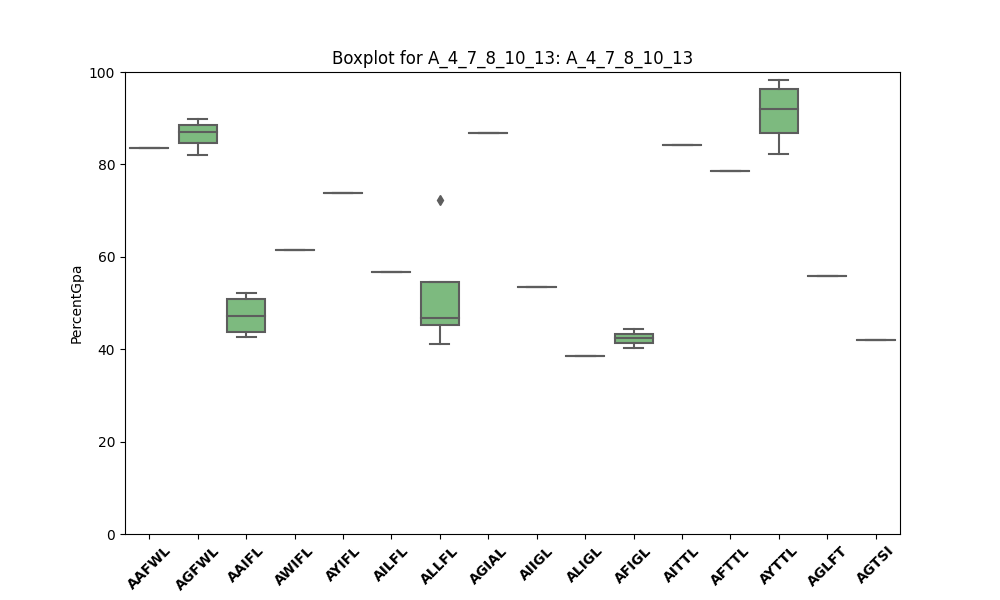 Boxplot for A_4_7_8_10_13: A_4_7_8_10_13
PercentGpa
100
80
60
40
20
0
AAFWL AGFWL AAIFL AWIFL AYIFL AILFL ALLFL AGIAL AIIGL ALIGL AFIGL AITTL AFTTL AYTTL AGLFT AGTSI